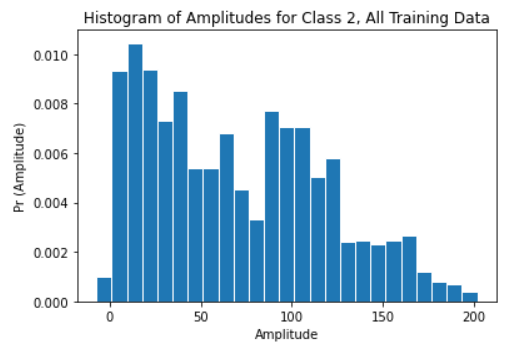 Histogram of Amplitudes for Class 2, All Training Data
0.010
0.008
0.006
0.004
0.002
0.000
Pr (Amplitude)
0 50 100 150 200
Amplitude